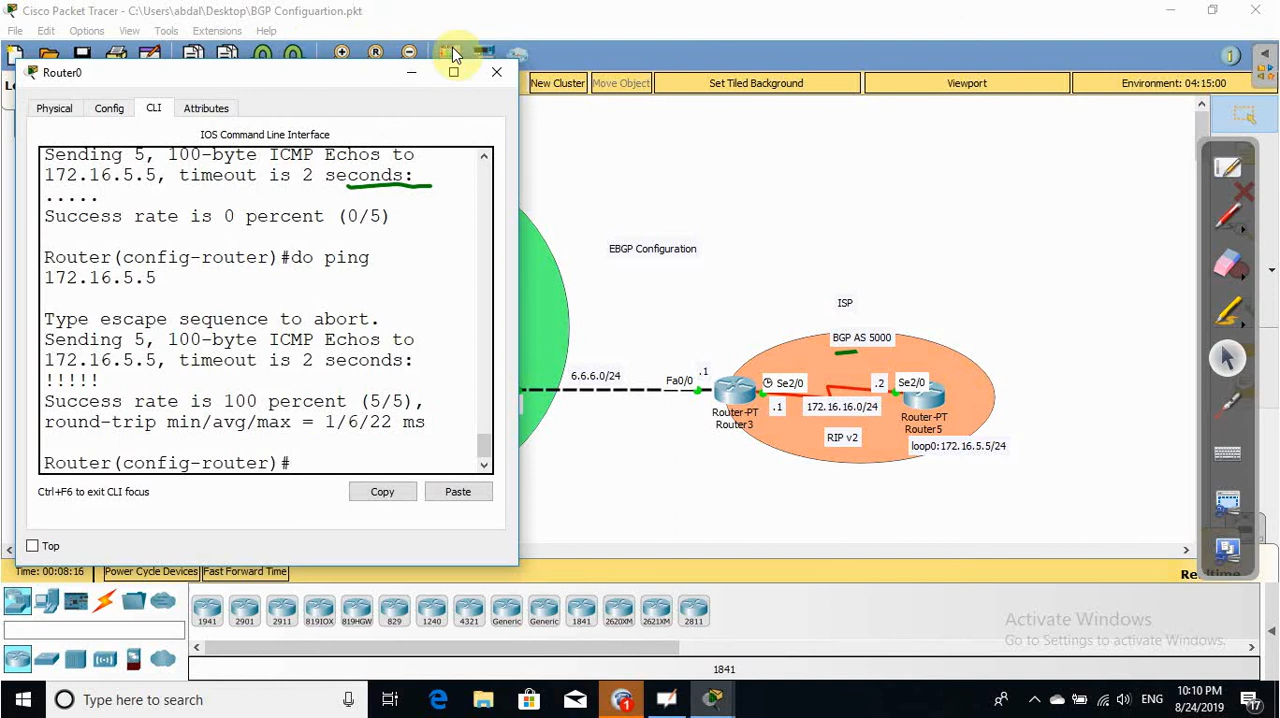 Cisco Packet Tracer - C:\Users\abdal\Desktop\BGP Configuartion.pkt
File Edit Options View Tools Extensions Help
Router0
New Cluster Move Object Set Tiled Background Viewport Environment: 04:15:00
Physical Config CLI Attributes
IOS Command Line Interface
Sending 5, 100-byte ICMP Echos to
172.16.5.5, timeout is 2 seconds:
.....
Success rate is 0 percent (0/5)
Router(config-router)#do ping
172.16.5.5
Type escape sequence to abort.
Sending 5, 100-byte ICMP Echos to
172.16.5.5, timeout is 2 seconds:
!!!!!
Success rate is 100 percent (5/5),
round-trip min/avg/max = 1/6/22 ms
Router(config-router)#
Ctrl+F6 to exit CLI focus
Copy Paste
Top
EBGP Configuration
ISP
BGP AS 5000
6.6.6.0/24 Fa0/0 .1
Se2/0 .2 Se2/0
.1 172.16.16.0/24
Router-PT
Router3
Router-PT
Router5
RIP v2
loop0:172.16.5.5/24
Time: 00:08:16 Power Cycle Devices Fast Forward Time
1941 2901 2911 819IOX 819HGW 829 1240 4321 Generic Generic 1841 2620XM 2621XM 2811
Activate Windows
Go to Settings to activate Windows.
1841
Type here to search
1
ENG
10:10 PM
8/24/2019
17